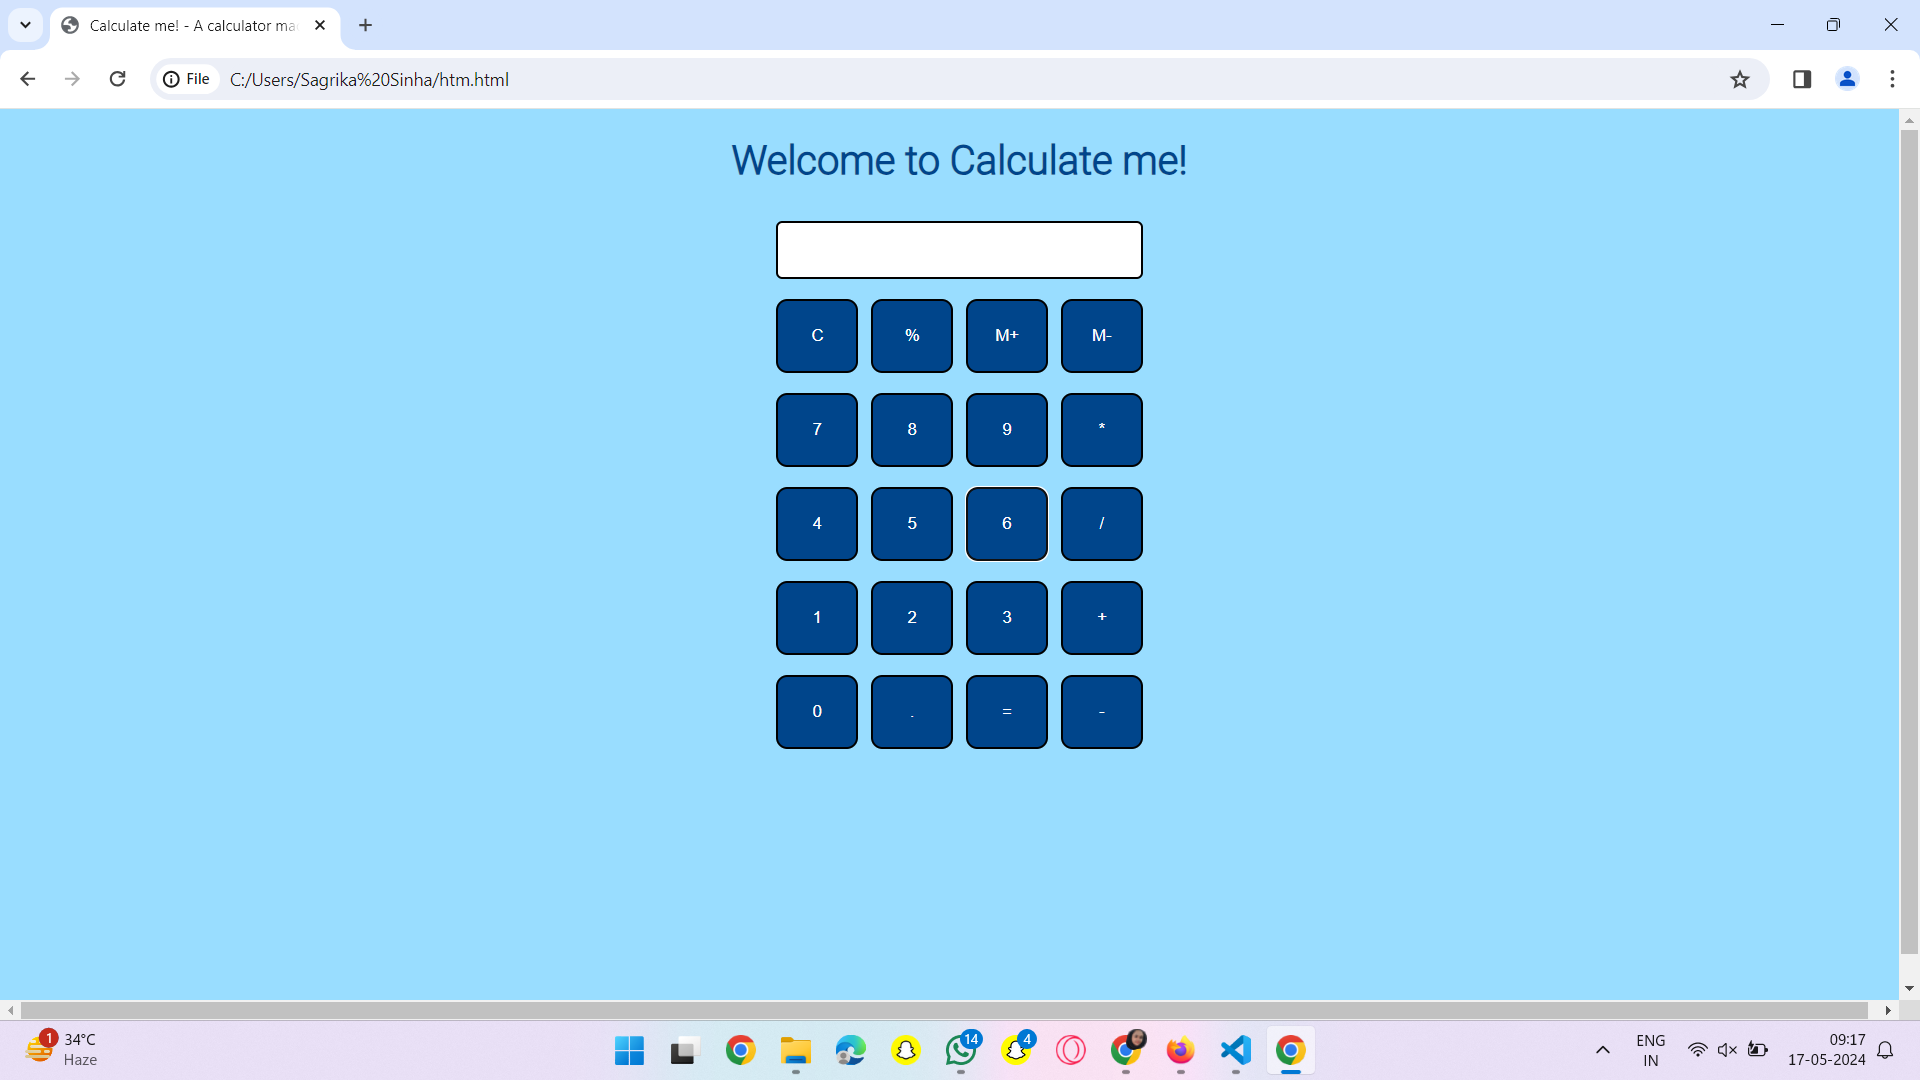 Calculate me! - A calculator ma
File C:/Users/Sagrika%20Sinha/htm.html
Welcome to Calculate me!
C % M+ M-
7 8 9 *
4 5 6 /
1 2 3 +
0 . = -
1 34°C
Haze
14 4
ENG
IN
09:17
17-05-2024